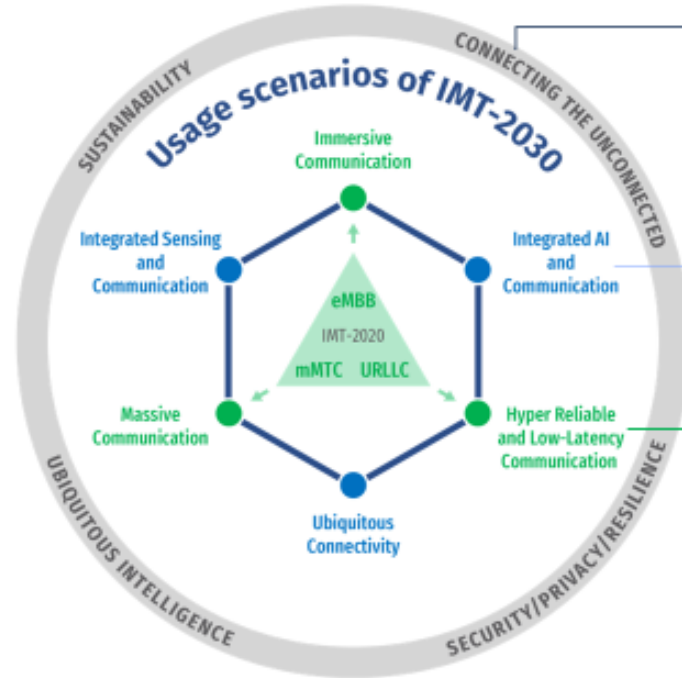 SUSTAINABILITY
CONNECTING THE UNCONNECTED
Usage scenarios of IMT-2030
Immersive
Communication
Integrated Sensing
and
Communication
Integrated AI
and
Communication
eMBB
IMT-2020
mMTC URLLC
Massive
Communication
Hyper Reliable
and Low-Latency
Communication
Ubiquitous
Connectivity
UBIQUITOUS INTELLIGENCE
SECURITY/PRIVACY/RESILIENCE